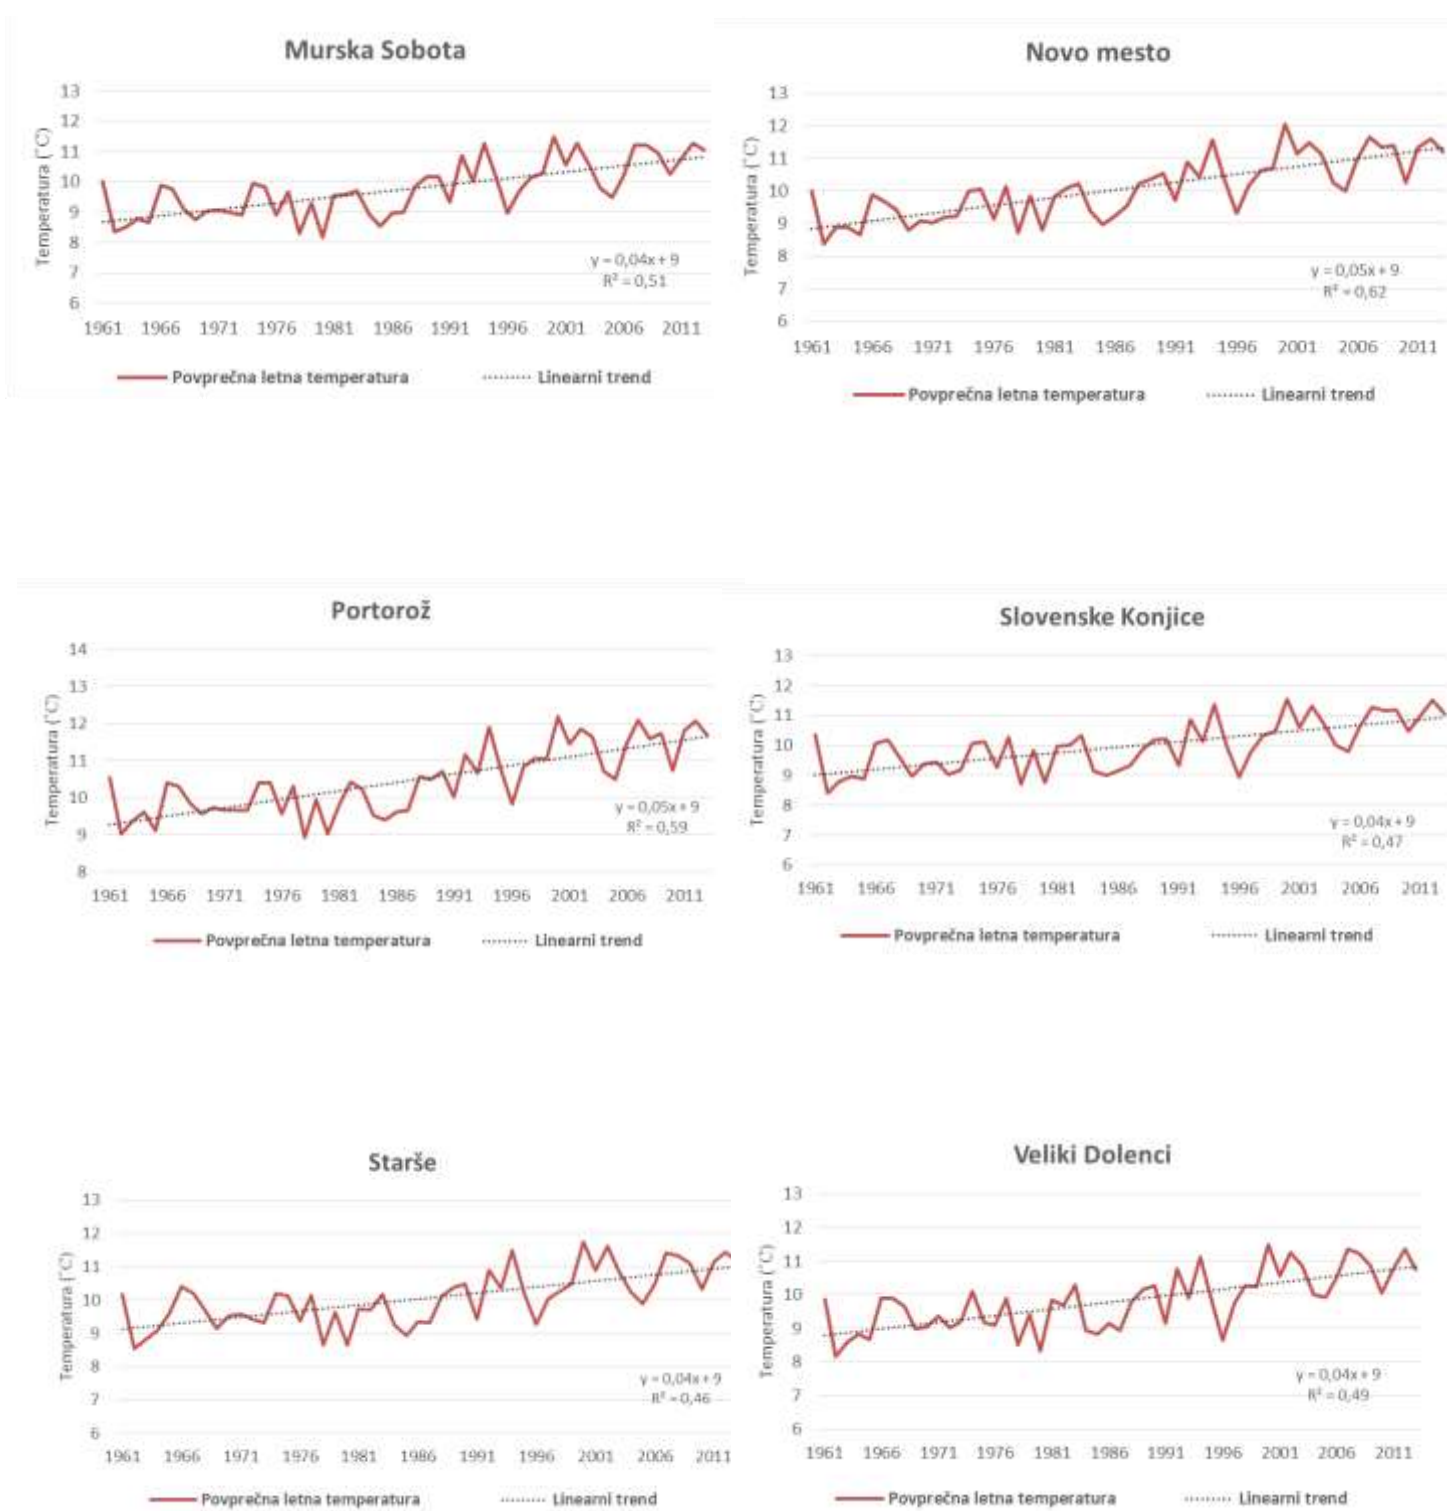 Murska Sobota
Temperatura (˚C)
13
12
11
10
9
8
7
6
y = 0,04x + 9
R² = 0,51
1961 1966 1971 1976 1981 1986 1991 1996 2001 2006 2011
Povprečna letna temperatura Linearni trend
Novo mesto
Temperatura (˚C)
13
12
11
10
9
8
7
6
y = 0,05x + 9
R² = 0,62
1961 1966 1971 1976 1981 1986 1991 1996 2001 2006 2011
Povprečna letna temperatura Linearni trend
Portorož
Temperatura (˚C)
14
13
12
11
10
9
8
y = 0,05x + 9
R² = 0,59
1961 1966 1971 1976 1981 1986 1991 1996 2001 2006 2011
Povprečna letna temperatura Linearni trend
Slovenske Konjice
Temperatura (˚C)
13
12
11
10
9
8
7
6
y = 0,04x + 9
R² = 0,47
1961 1966 1971 1976 1981 1986 1991 1996 2001 2006 2011
Povprečna letna temperatura Linearni trend
Starše
Temperatura (˚C)
13
12
11
10
9
8
7
6
y = 0,04x + 9
R² = 0,46
1961 1966 1971 1976 1981 1986 1991 1996 2001 2006 2011
Povprečna letna temperatura Linearni trend
Veliki Dolenci
Temperatura (˚C)
13
12
11
10
9
8
7
6
y = 0,04x + 9
R² = 0,49
1961 1966 1971 1976 1981 1986 1991 1996 2001 2006 2011
Povprečna letna temperatura Linearni trend